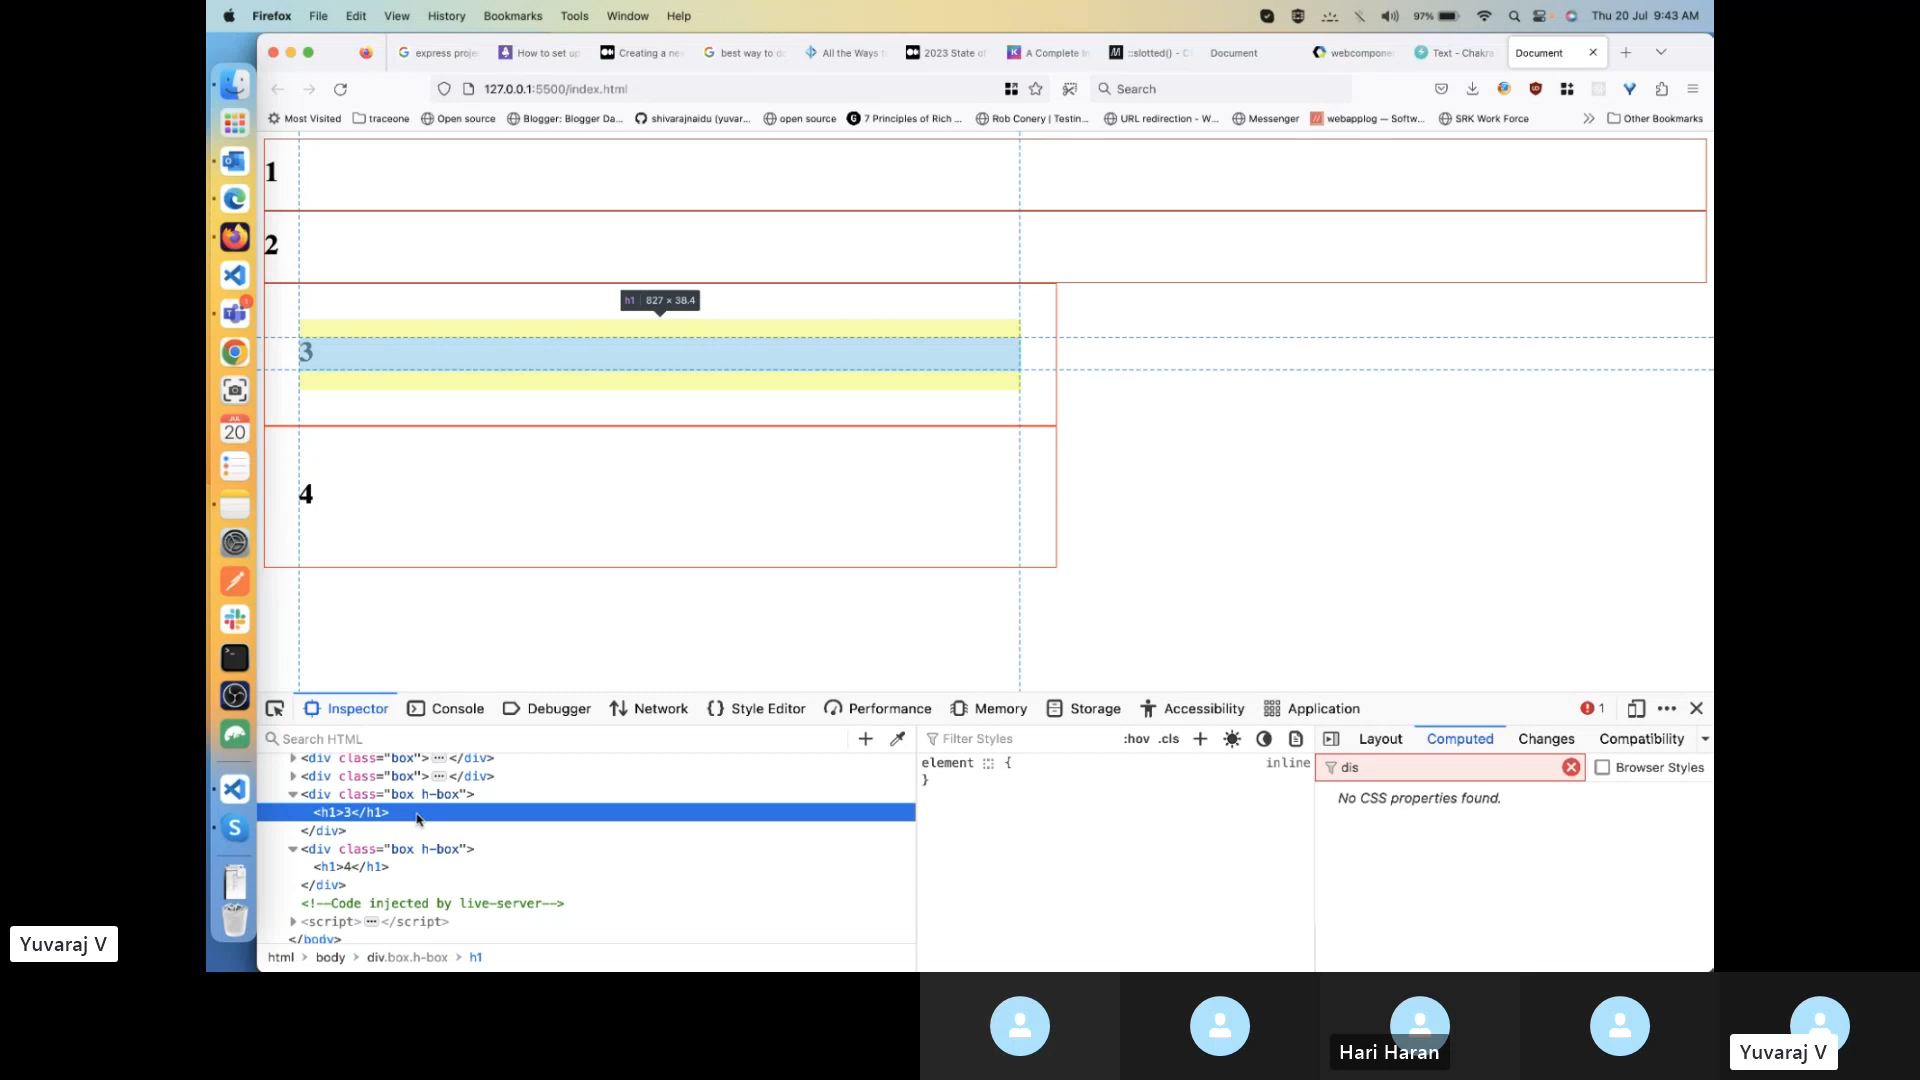 Firefox File Edit View History Bookmarks Tools Window Help 97% Thu 20 Jul 9:43 AM
express proje How to set up Creating a ne best way to d All the Ways 2023 State of A Complete In ::slotted() - C Document webcompone Text - Chakra Document
127.0.0.1:5500/index.html Search
Most Visited traceone Open source Blogger: Blogger Da... shivarajnaidu (yuvar... open source 7 Principles of Rich ... Rob Conery | Testin... URL redirection - W... Messenger webapplog — Softw... SRK Work Force Other Bookmarks
1
2
h1 827 × 38.4
3
4
JUL
20
Inspector Console Debugger Network Style Editor Performance Memory Storage Accessibility Application 1
Search HTML Filter Styles :hov .cls Layout Computed Changes Compatibility
<div class="box"> </div> element { inline dis Browser Styles
<div class="box"> </div> }
<div class="box h-box"> No CSS properties found.
<h1>3</h1>
</div>
<div class="box h-box">
<h1>4</h1>
</div>
<!--Code injected by live-server-->
<script> </script>
</body>
html body div.box.h-box h1
Yuvaraj V
Hari Haran
Yuvaraj V